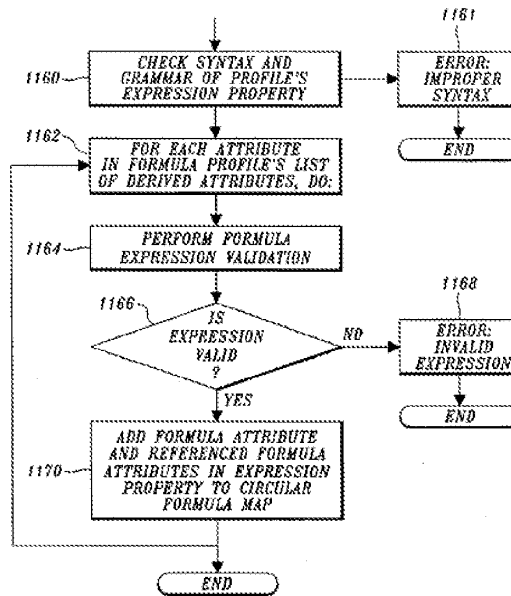 1161
1160
CHECK SYNTAX AND
GRAMMAR OF PROFILE'S
EXPRESSION PROPERTY
ERROR:
IMPROPER
SYNTAX
END
1162
FOR EACH ATTRIBUTE
IN FORMULA PROFILE'S LIST
OF DERIVED ATTRIBUTES, DO:
1164
PERFORM FORMULA
EXPRESSION VALIDATION
1166
IS
EXPRESSION
VALID
?
NO
YES
1168
ERROR:
INVALID
EXPRESSION
END
1170
ADD FORMULA ATTRIBUTE
AND REFERENCED FORMULA
ATTRIBUTES IN EXPRESSION
PROPERTY TO CIRCULAR
FORMULA MAP
END